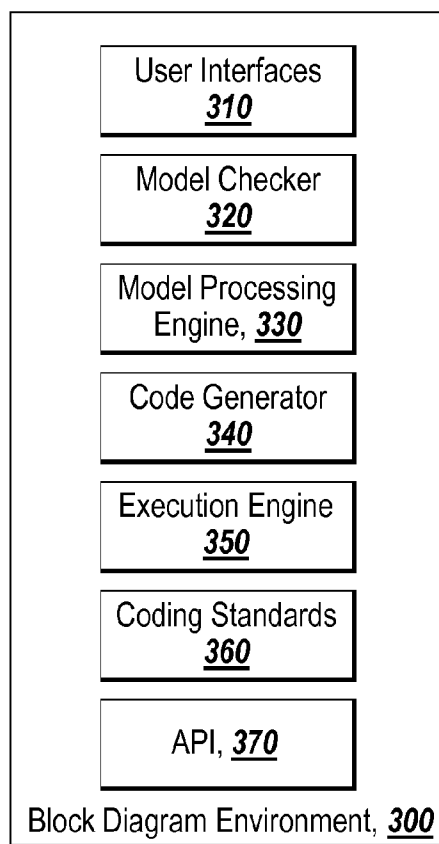 User Interfaces
310
Model Checker
320
Model Processing
Engine, 330
Code Generator
340
Execution Engine
350
Coding Standards
360
API, 370
Block Diagram Environment, 300